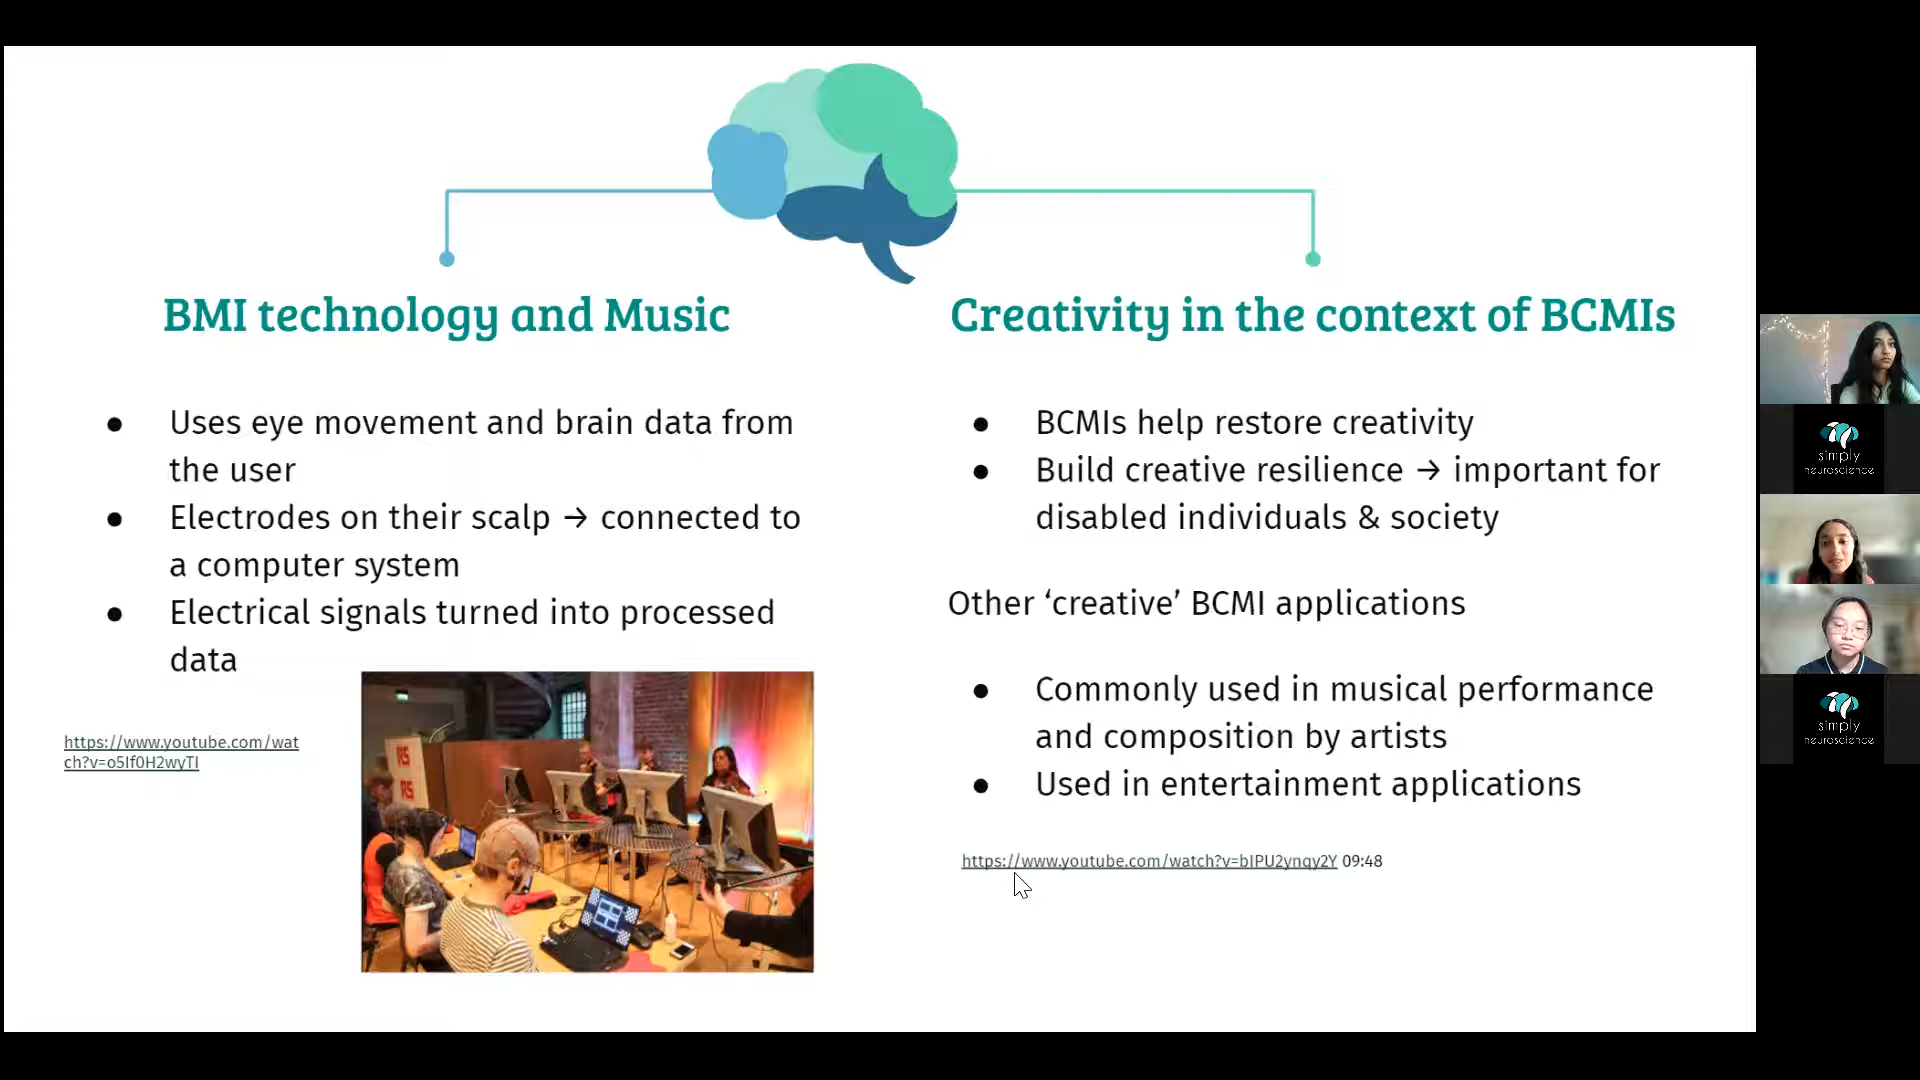 BMI technology and Music
● Uses eye movement and brain data from
the user
● Electrodes on their scalp → connected to
a computer system
● Electrical signals turned into processed
data
https://www.youtube.com/wat
ch?v=o5If0H2wyTI
RS
RS
Creativity in the context of BCMIs
● BCMIs help restore creativity
● Build creative resilience → important for
disabled individuals & society
Other ‘creative’ BCMI applications
● Commonly used in musical performance
and composition by artists
● Used in entertainment applications
https://www.youtube.com/watch?v=bIPU2ynqy2Y 09:48
simply
neuroscience
simply
neuroscience